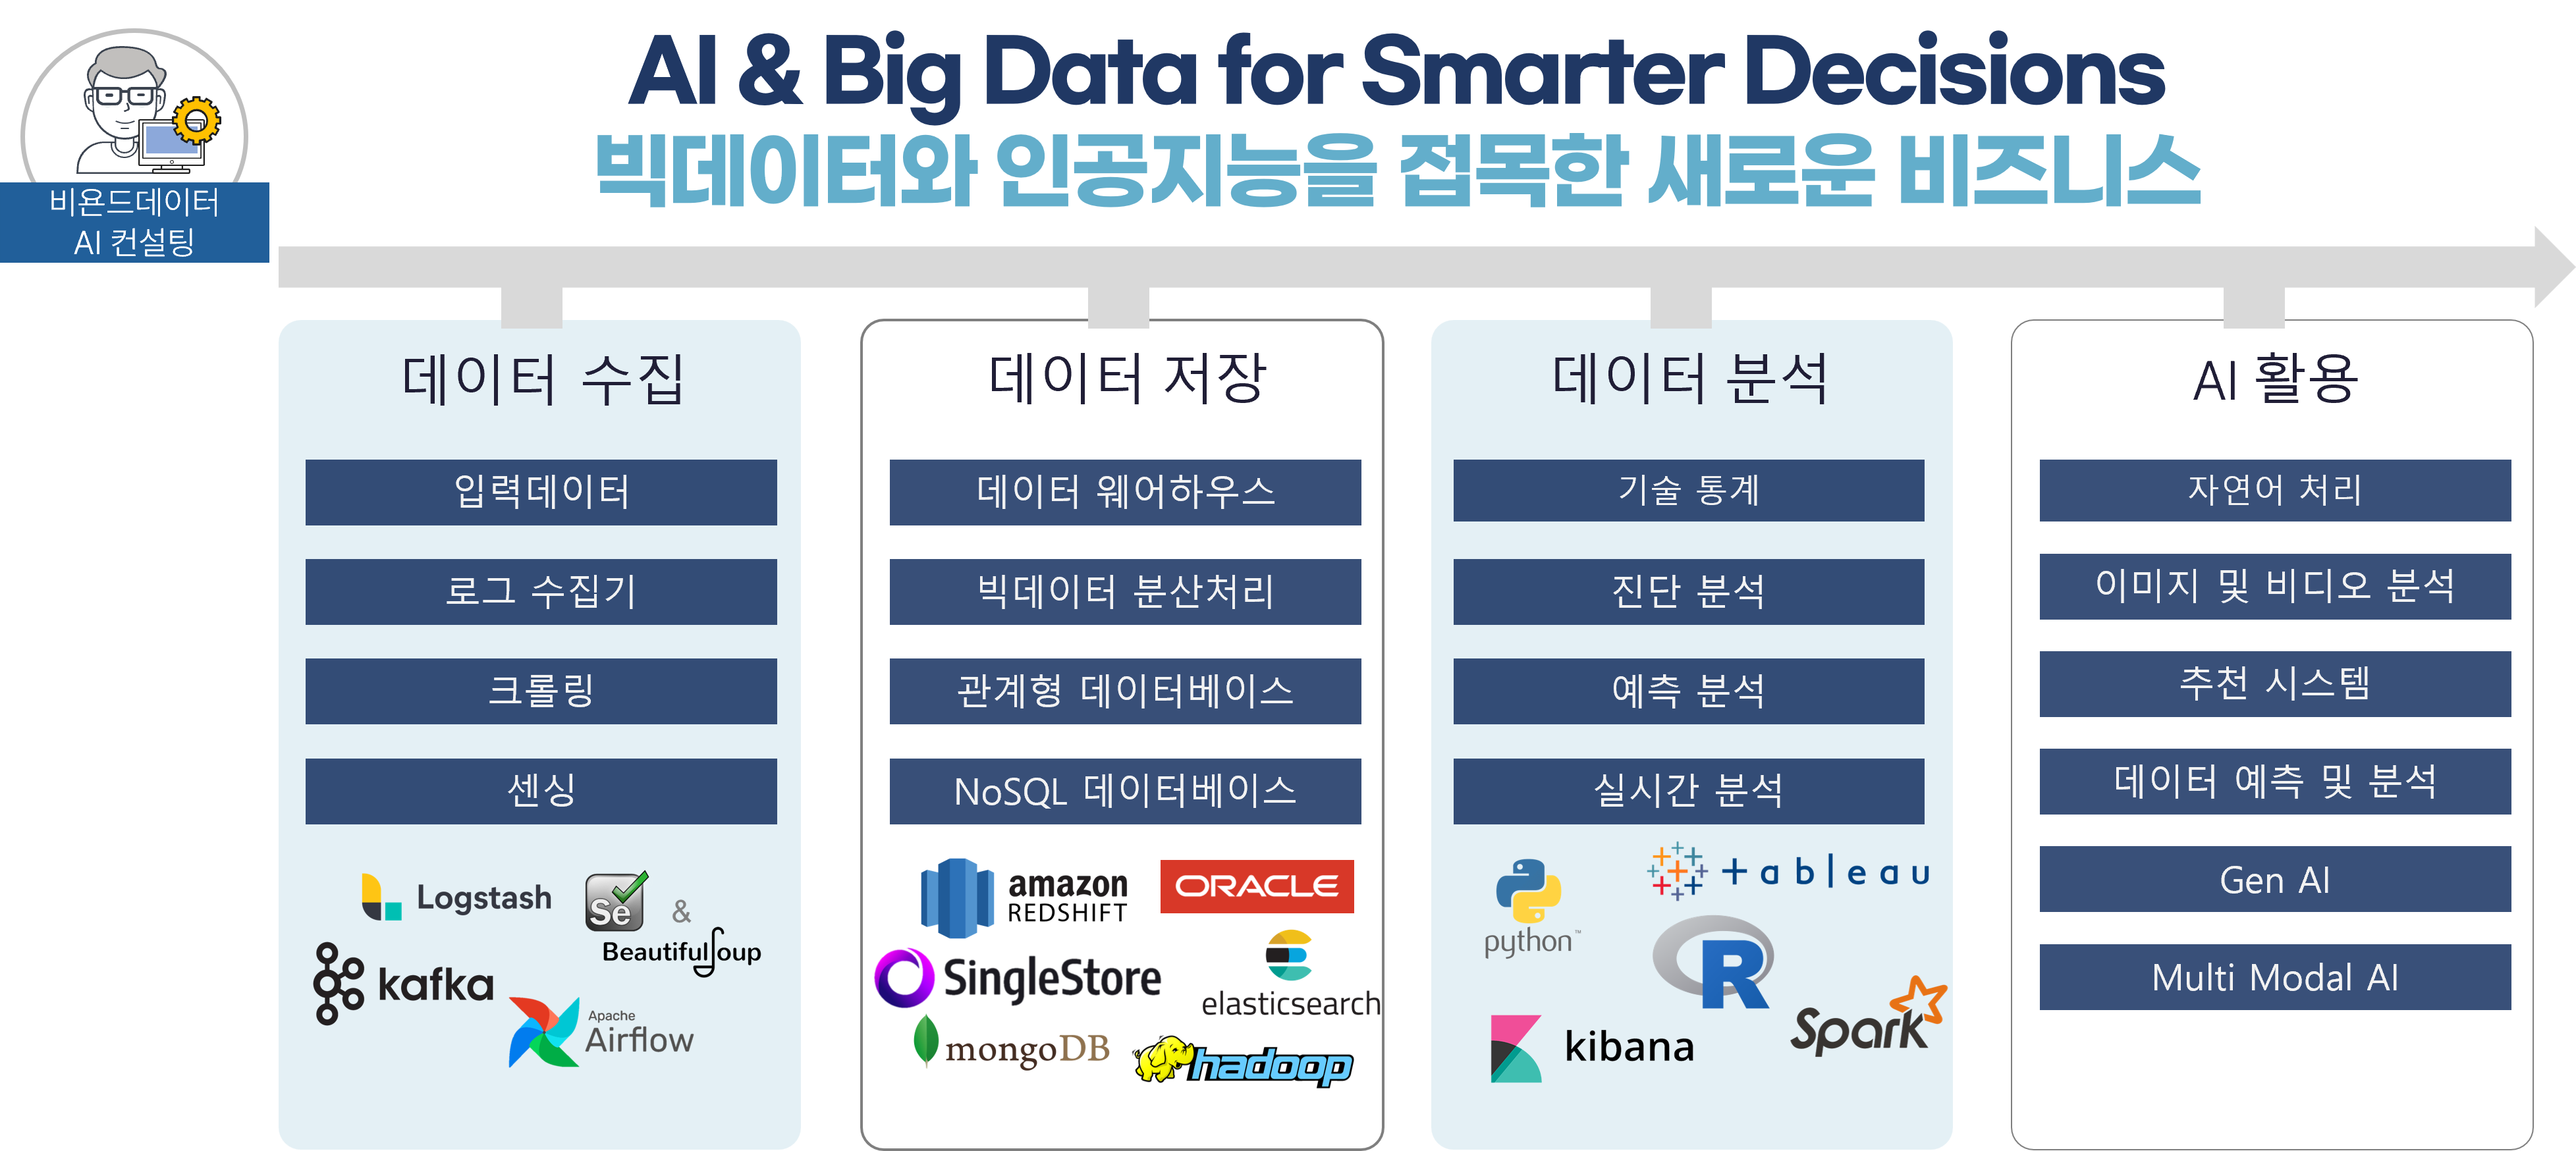 AI & Big Data for Smarter Decisions
빅데이터와 인공지능을 접목한 새로운 비즈니스
비욘드데이터
AI 컨설팅
데이터 수집
입력데이터
로그 수집기
크롤링
센싱
Logstash
Se
&
BeautifulSoup
kafka
Apache
Airflow
데이터 저장
데이터 웨어하우스
빅데이터 분산처리
관계형 데이터베이스
NoSQL 데이터베이스
amazon
REDSHIFT
ORACLE
SingleStore
elasticsearch
mongoDB
hadoop
데이터 분석
기술 통계
진단 분석
예측 분석
실시간 분석
python™
+ableau
R
kibana
Spark
AI 활용
자연어 처리
이미지 및 비디오 분석
추천 시스템
데이터 예측 및 분석
Gen AI
Multi Modal AI